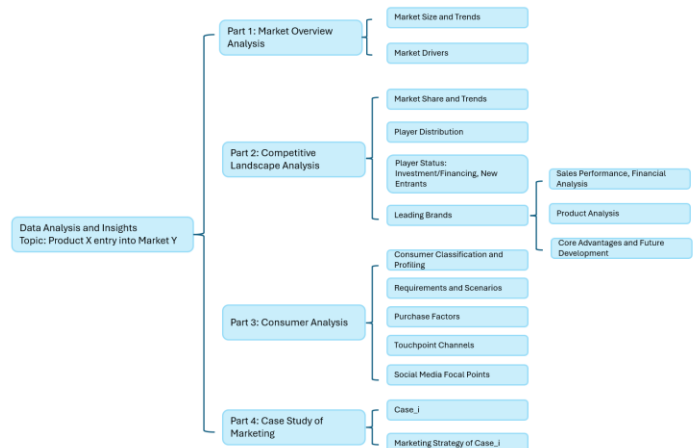 Data Analysis and Insights
Topic: Product X entry into Market Y
Part 1: Market Overview
Analysis
Market Size and Trends
Market Drivers
Part 2: Competitive
Landscape Analysis
Market Share and Trends
Player Distribution
Player Status:
Investment/Financing, New
Entrants
Leading Brands
Sales Performance, Financial
Analysis
Product Analysis
Core Advantages and Future
Development
Part 3: Consumer Analysis
Consumer Classification and
Profiling
Requirements and Scenarios
Purchase Factors
Touchpoint Channels
Social Media Focal Points
Part 4: Case Study of
Marketing
Case_i
Marketing Strategy of Case_i